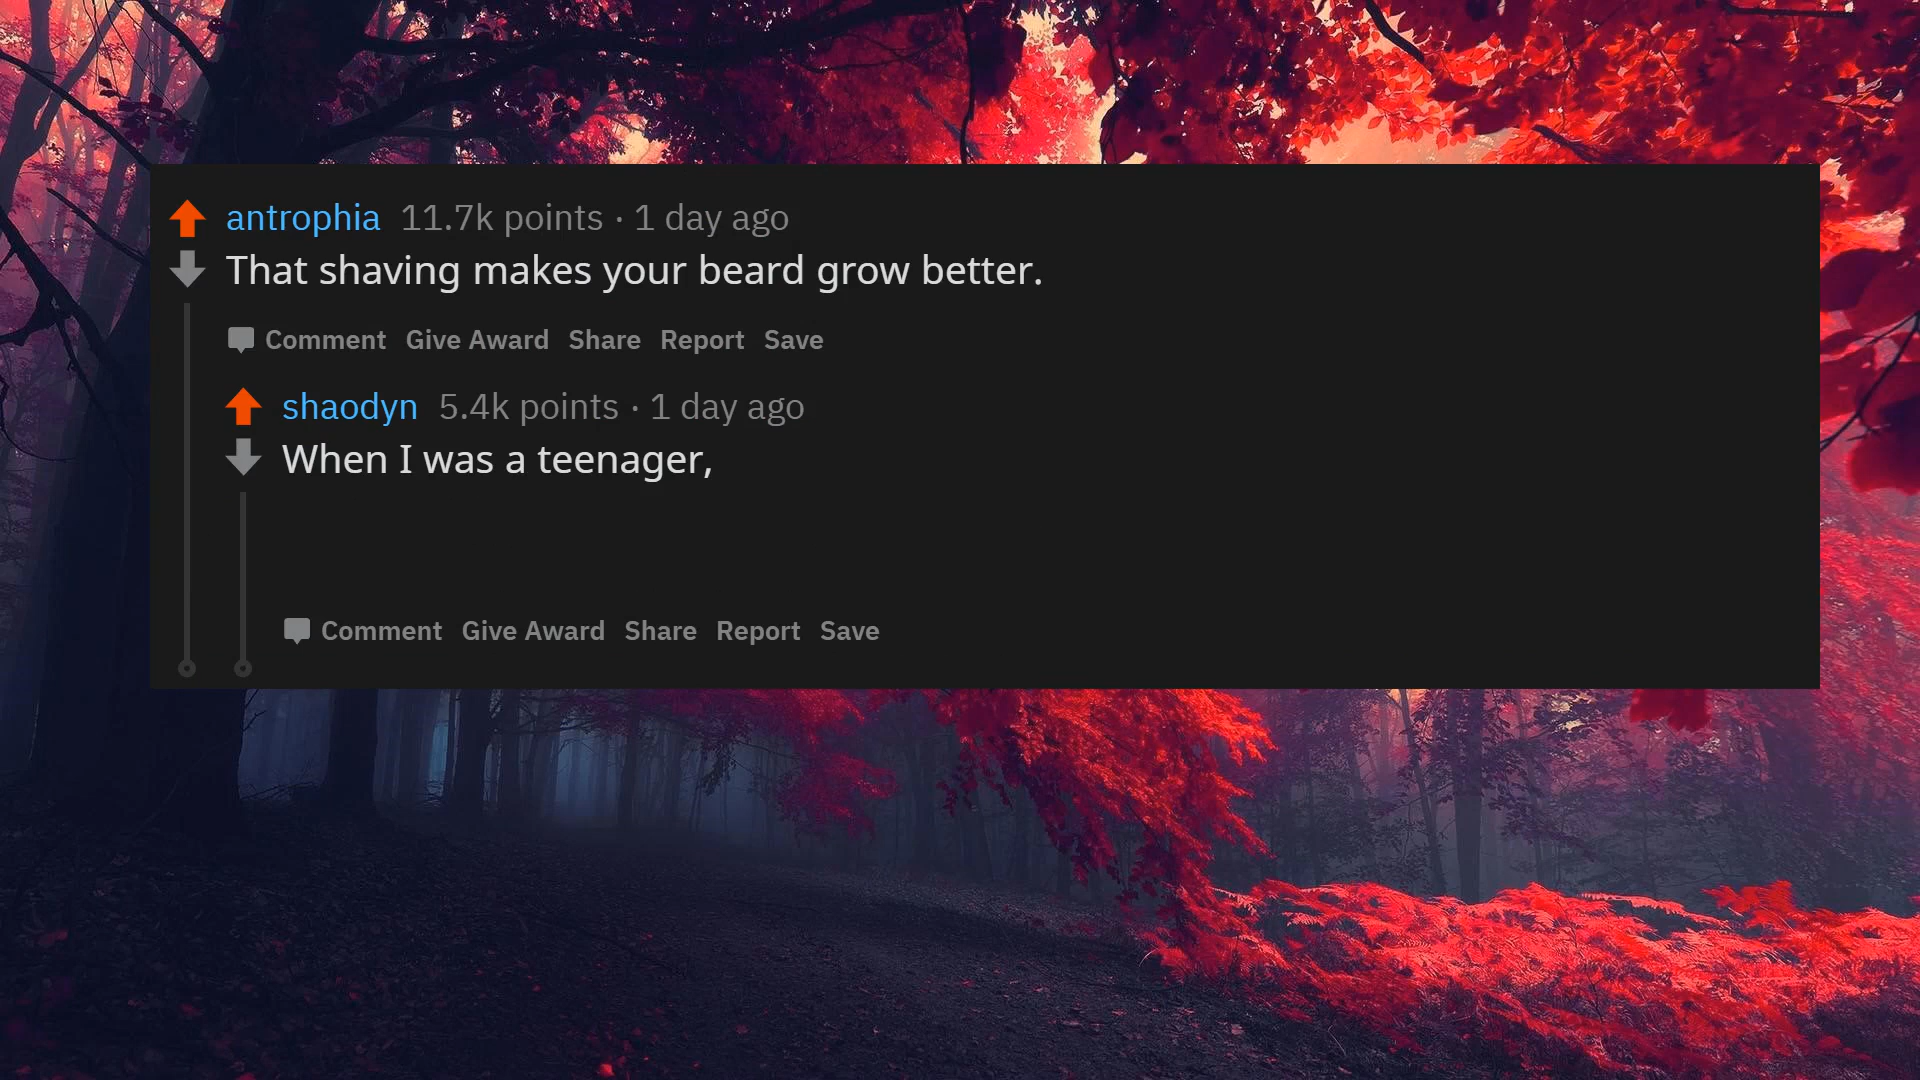 antrophia 11.7k points · 1 day ago
That shaving makes your beard grow better.
Comment Give Award Share Report Save
shaodyn 5.4k points · 1 day ago
When I was a teenager,
Comment Give Award Share Report Save